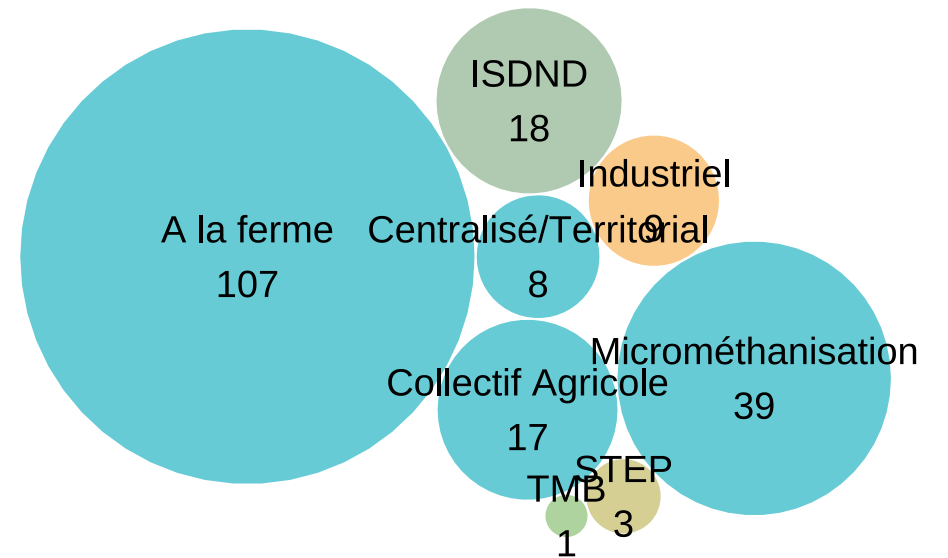 ISDND
18
Industriel
9
A la ferme
107
Centralisé/Territorial
8
Microméthanisation
39
Collectif Agricole
17
STEP
3
TMB
1